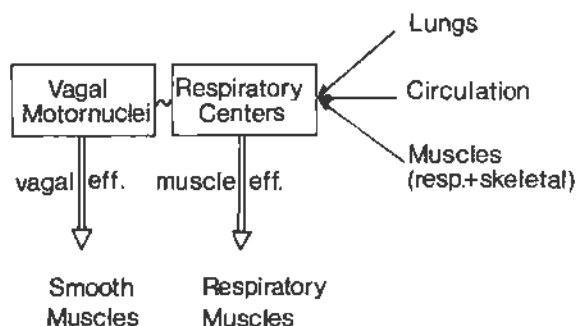 Lungs
Vagal
Motornuclei
Respiratory
Centers
Circulation
Muscles
(resp.+skeletal)
vagal eff.
muscle eff.
Smooth
Muscles
Respiratory
Muscles